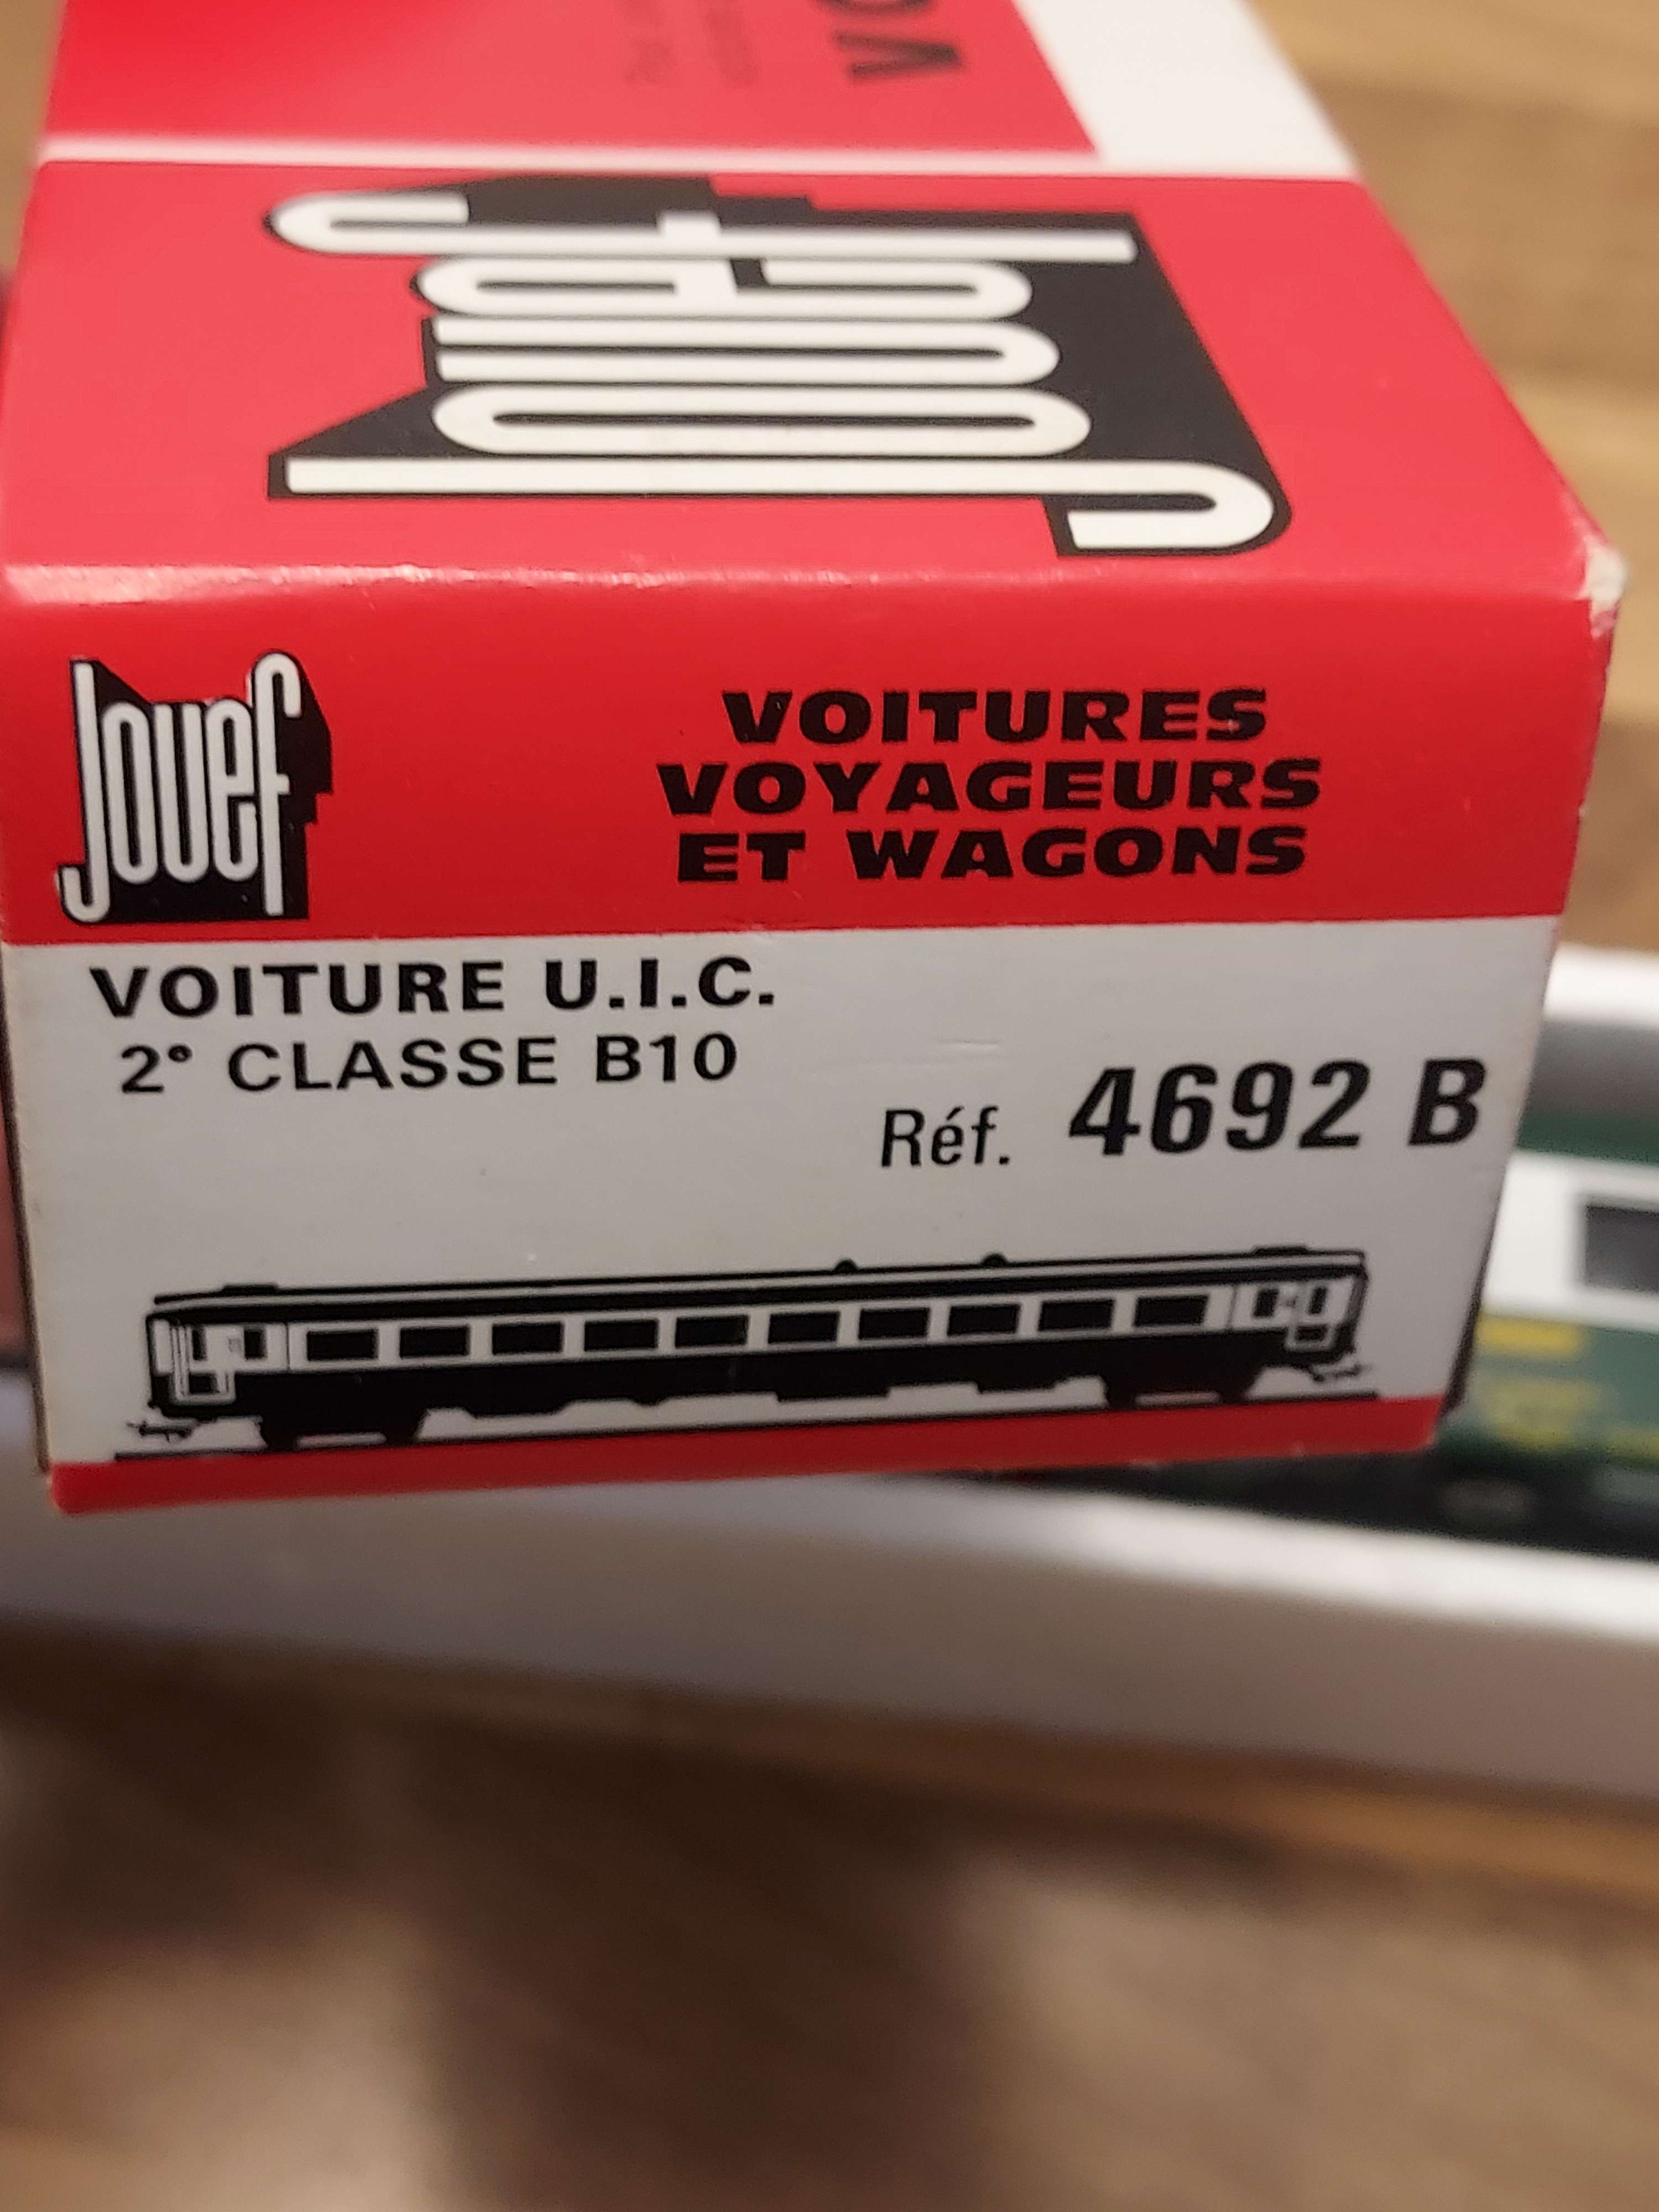 Jouef
Jouef
VOITURES
VOYAGEURS
ET WAGONS
VOITURE U.I.C.
2° CLASSE B10
Réf. 4692 B